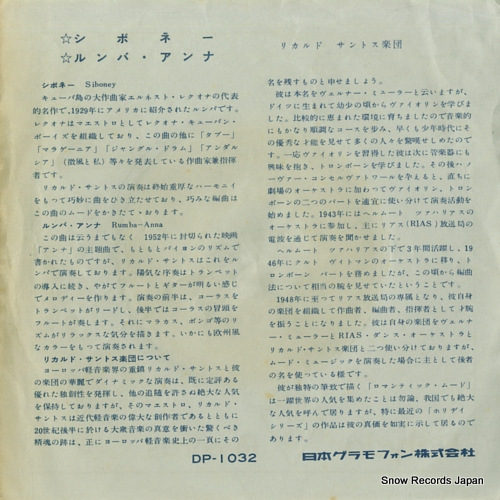 ☆シ ボ ネ ー
☆ルンバ・アンナ
リカルド サントス楽団
シボネー Siboney
キューバ島の大作曲家エルネスト・レクオナの代表
的名作で、1929年にアメリカに紹介されたルンバです。
レクオナはマエストロとしてレクオナ・キューバン・
ボーイズを組織しており、この曲の他に「タブー」
「マラゲーニア」「ジャングル・ドラム」「アンダル
シア」（微風と私）等々を発表している作曲家兼指揮
者です。
リカルド・サントスの演奏は終始重厚なハーモニイ
をもって巧妙に曲をひき立たせており、巧みな編曲は
この曲のムードをかきたてております。
ルンバ・アンナ Rumba-Anna
この曲は云うまでもなく 1952年に封切られた映画
「アンナ」の主題曲で、もともとバイヨンのリズムで
書かれたものですが、リカルド・サントスはこれをル
ンバで演奏しております。陽気な序奏はトランペット
の導入に続き、やがてフルートとギターが明るい感じ
でメロディーを作ります。演奏の前半は、コーラスを
トランペットがリードし、後半ではコーラスの冒頭を
フルートが奏します。それにマラカス、ボンゴ等のリ
ズムがリラックスな気分を描きます。いかにも欧州風
なカラーをもつて演奏されます。
リカルド・サントス楽団について
ヨーロッパ軽音楽界の重鎮リカルド・サントスと彼
の楽団の華麗でダイナミックな演奏は、既に定評ある
優れた独創性を発揮し、他の追随を許さぬ絶大な人気
を保持しておりますが、そのマエストロ、リカルド・
サントスは近代軽音楽の偉大な創作者であるとともに
20世紀後半に於ける大衆音楽の真意を衝いた驚くべき
精魂の跡は、正にヨーロッパ軽音楽史上の一頁にその
名を残すものと申せましょう。
彼は本名をヴェルナー・ミューラーと云いますが、
ドイツに生まれて幼少の頃からヴァイオリンを学びま
した。比較的に恵まれた環境に育ちましたので音楽的
にもかなり順調なコースを歩み、早くも少年時代にそ
の優秀な才能を見せて多くの人々を驚嘆せしめたので
す。一応ヴァイオリンを習得した彼は次に管楽器にも
興味を抱き、トロンボーンを学びました。その後ハノ
ーヴァー・コンセルヴァトワールを卒えると、直ちに
劇場のオーケストラに加わってヴァイオリン、トロン
ボーンの二つのパートを適宜に使い分けて演奏活動を
始めました。1943年にはヘルムート ツァハリアスの
オーケストラに参加し、主にリアス（RIAS）放送局の
電波を通じて演奏を聞かせました。
ヘルムート ツァハリアスの下で3年間活躍し、19
46年にクルト ヴイトマンのオーケストラに移り、ト
ロンボーン パートを務めましたが、この頃から編曲
法について相当の腕を見せていたということです。
1948年に至つてリアス放送局の専属となり、彼自身
の楽団を組織して作曲者、編曲者、指揮者として才腕
を振うことになりました。彼は自身の楽団をヴェルナ
ー・ミューラーとRIAS・ダンス・オーケストラと
リカルド・サントス楽団と二つ使い分けておりますが、
ムード・ミュージックを演奏した場合に主として後者
の名を使っている様です。
彼が独特の筆致で描く「ロマンティック・ムード」
は一躍世界の人気を集めたことは勿論、我国でも絶大
な人気を呼んで居りますが、特に最近の「ホリデイ
シリーズ」の作品は彼の真価を如実に示して居るので
あります。
DP-1032
日本グラモフォン株式会社
Snow Records Japan